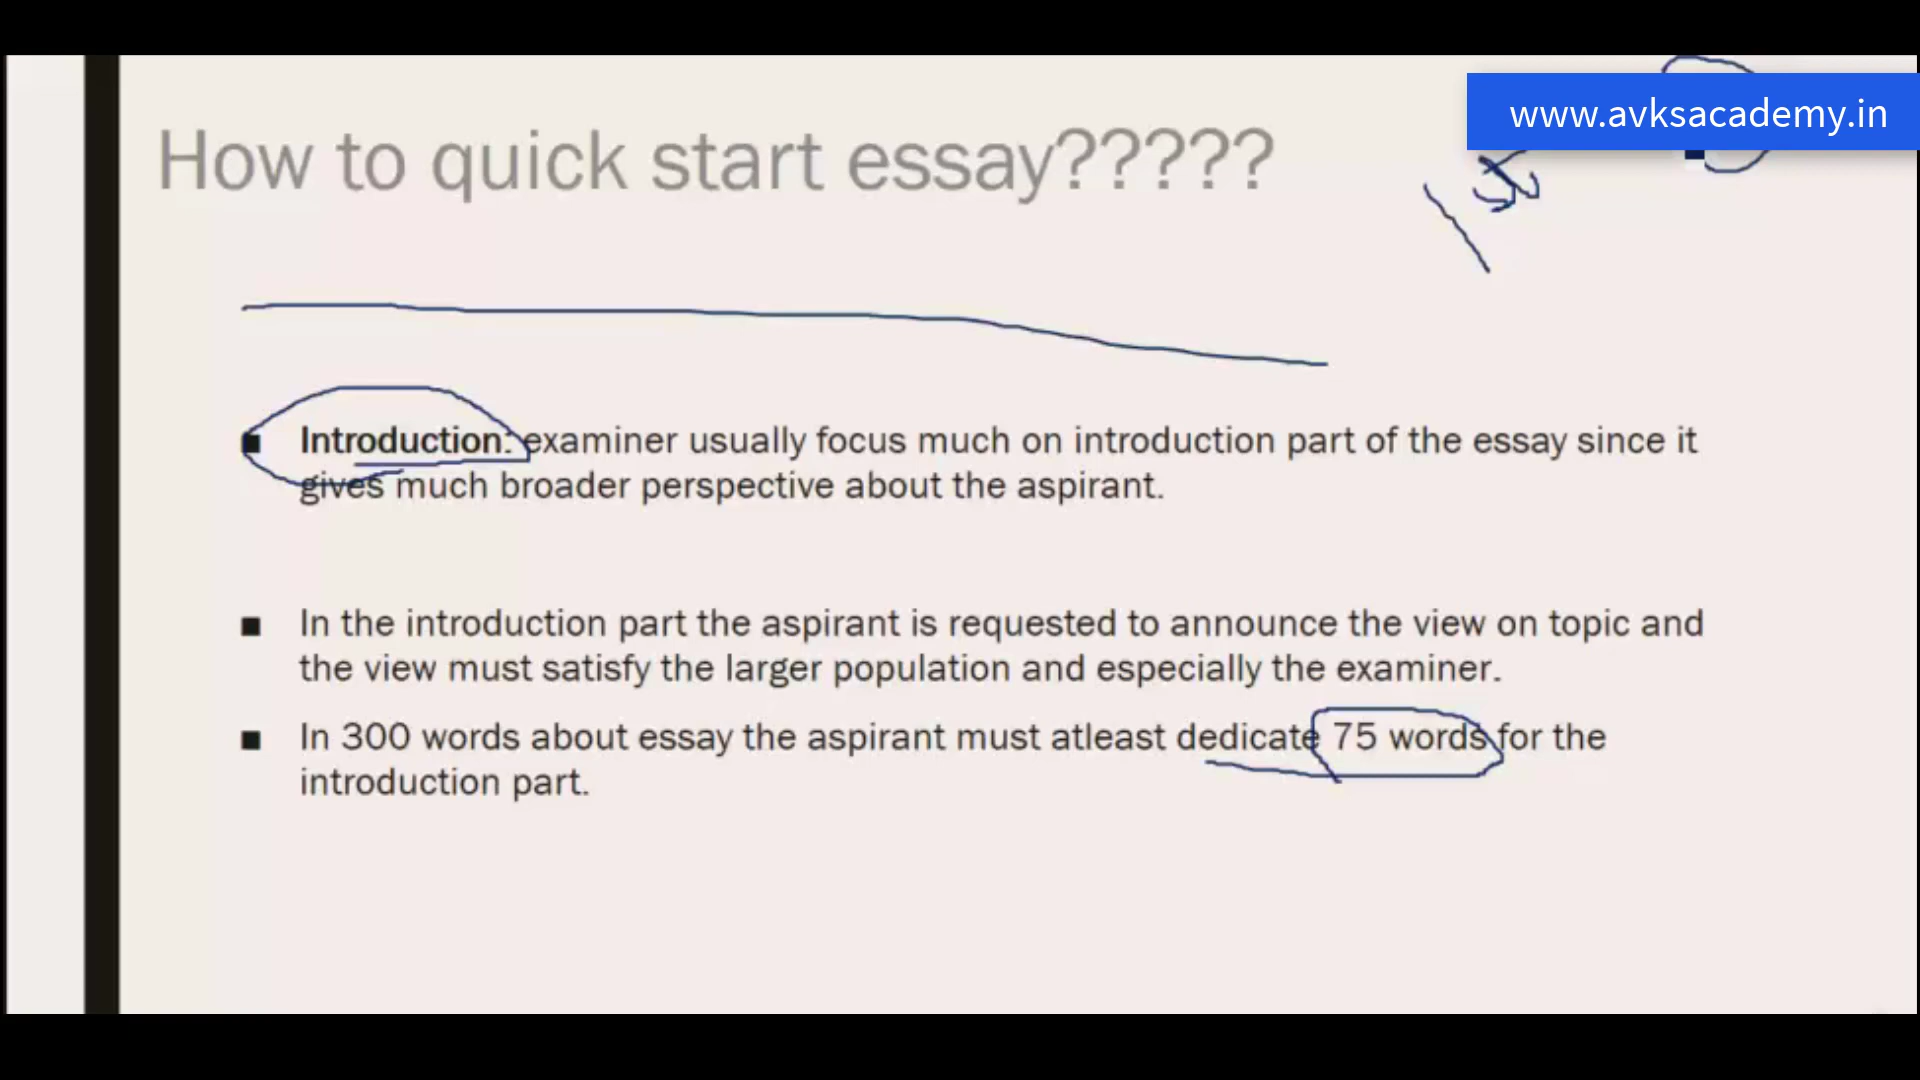 www.avksacademy.in
How to quick start essay?????
■ Introduction: examiner usually focus much on introduction part of the essay since it
gives much broader perspective about the aspirant.
■ In the introduction part the aspirant is requested to announce the view on topic and
the view must satisfy the larger population and especially the examiner.
■ In 300 words about essay the aspirant must atleast dedicate 75 words for the
introduction part.